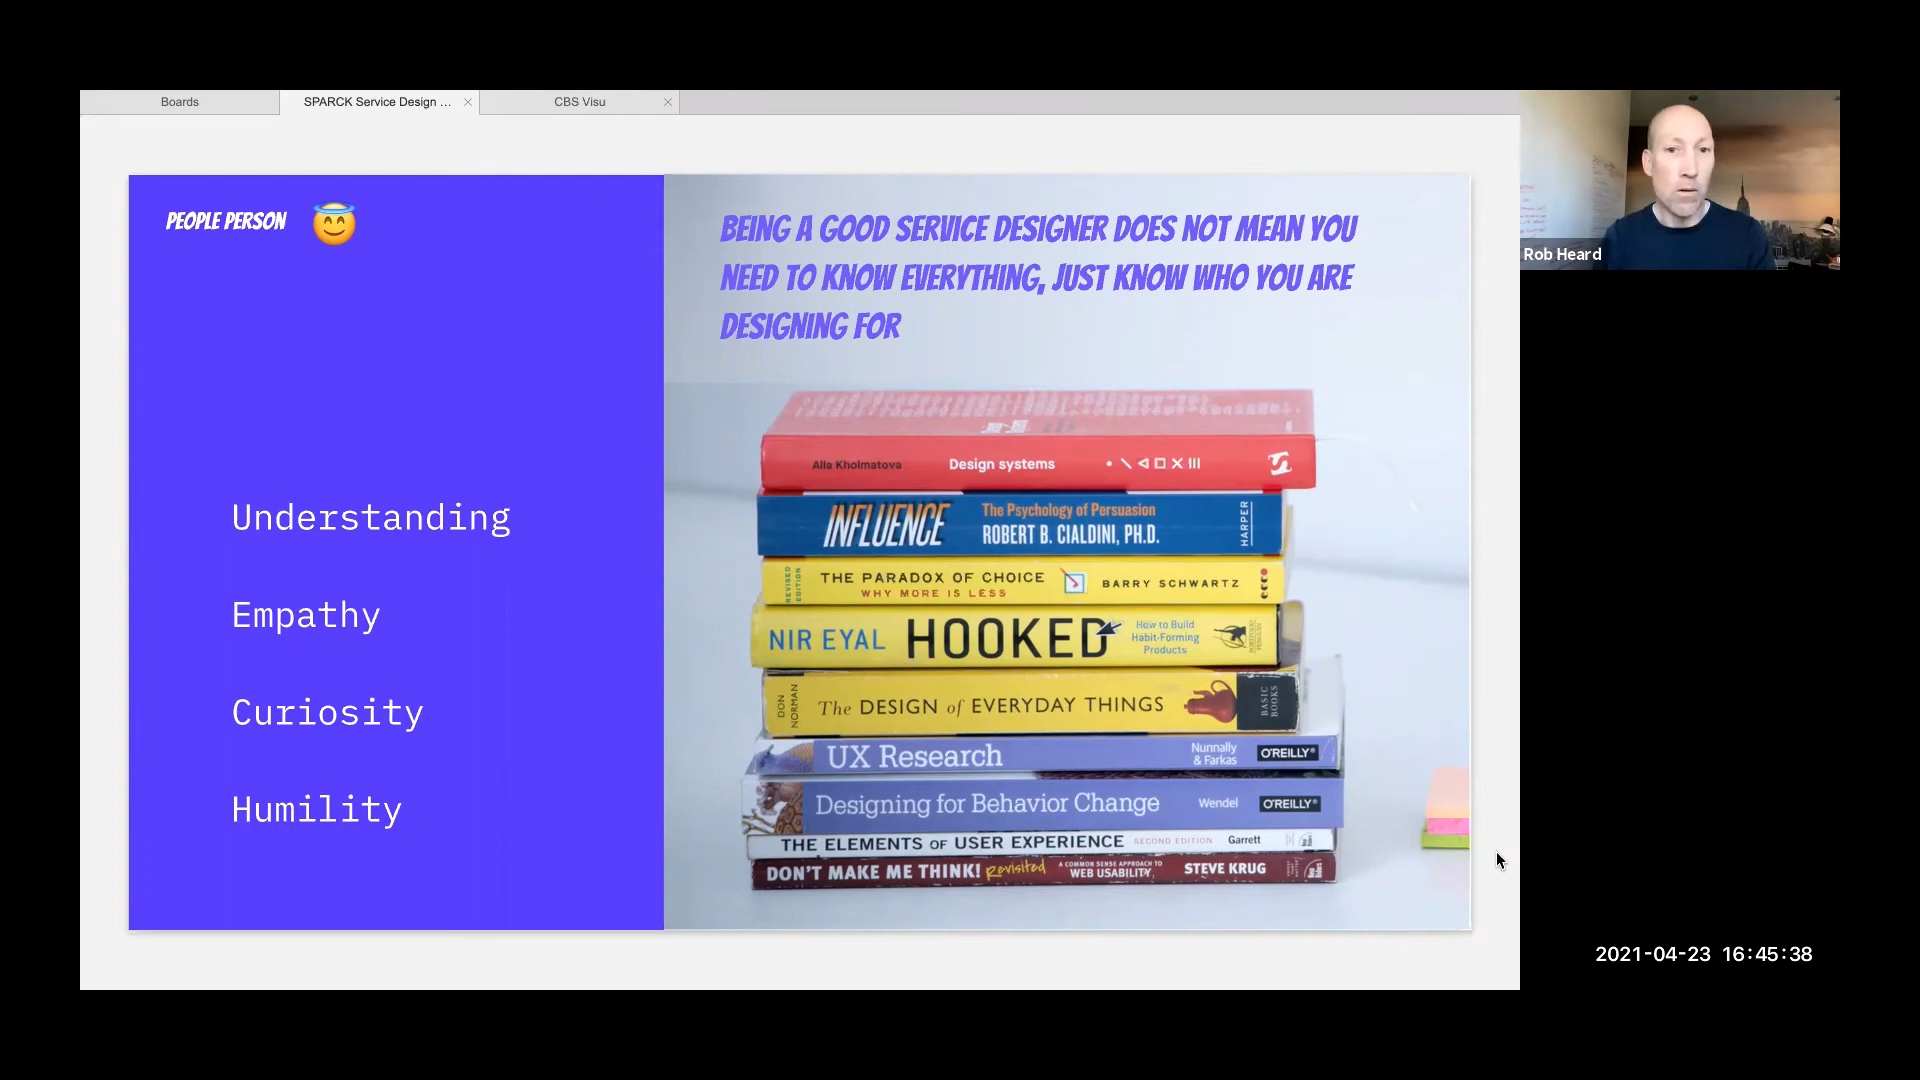 Boards
SPARCK Service Design ...
CBS Visu
PEOPLE PERSON
Understanding
Empathy
Curiosity
Humility
BEING A GOOD SERVICE DESIGNER DOES NOT MEAN YOU
NEED TO KNOW EVERYTHING, JUST KNOW WHO YOU ARE
DESIGNING FOR
Alla Kholmatova Design systems
INFLUENCE The Psychology of Persuasion
ROBERT B. CIALDINI, PH.D.
HARPER
REVISED EDITION
THE PARADOX OF CHOICE BARRY SCHWARTZ
WHY MORE IS LESS
NIR EYAL HOOKED
How to Build
Habit-Forming
Products
DON NORMAN
The DESIGN of EVERYDAY THINGS
BASIC BOOKS
UX Research Nunnally & Farkas O'REILLY
Designing for Behavior Change Wendel O'REILLY
THE ELEMENTS OF USER EXPERIENCE SECOND EDITION Garrett
DON'T MAKE ME THINK! Revisited A COMMON SENSE APPROACH TO WEB USABILITY STEVE KRUG
Rob Heard
2021-04-23 16:45:38